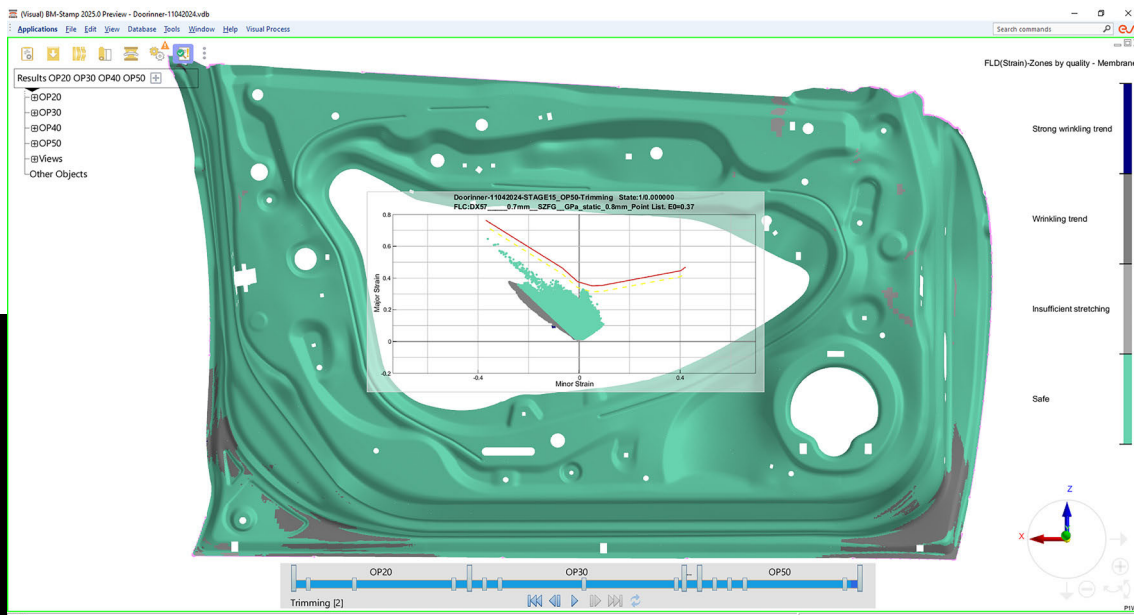 (Visual) BM-Stamp 2025.0 Preview - Doorinner-11042024.vdb
Applications File Edit View Database Tools Window Help Visual Process
Search commands
FLD(Strain)-Zones by quality - Membrane
Results OP20 OP30 OP40 OP50
OP20
OP30
OP40
OP50
Views
Other Objects
Strong wrinkling trend
Wrinkling trend
Insufficient stretching
Safe
Doorinner-11042024-STAGE15_OP50-Trimming State:1/0.000000
FLC:DX57_____0.7mm__SZFG__GPa_static_0.8mm_Point List. E0=0.37
Major Strain
0.8
0.6
0.4
0.2
0
-0.2
-0.4 0 0.4
Minor Strain
Z
X
OP20 OP30 OP50
Trimming [2]